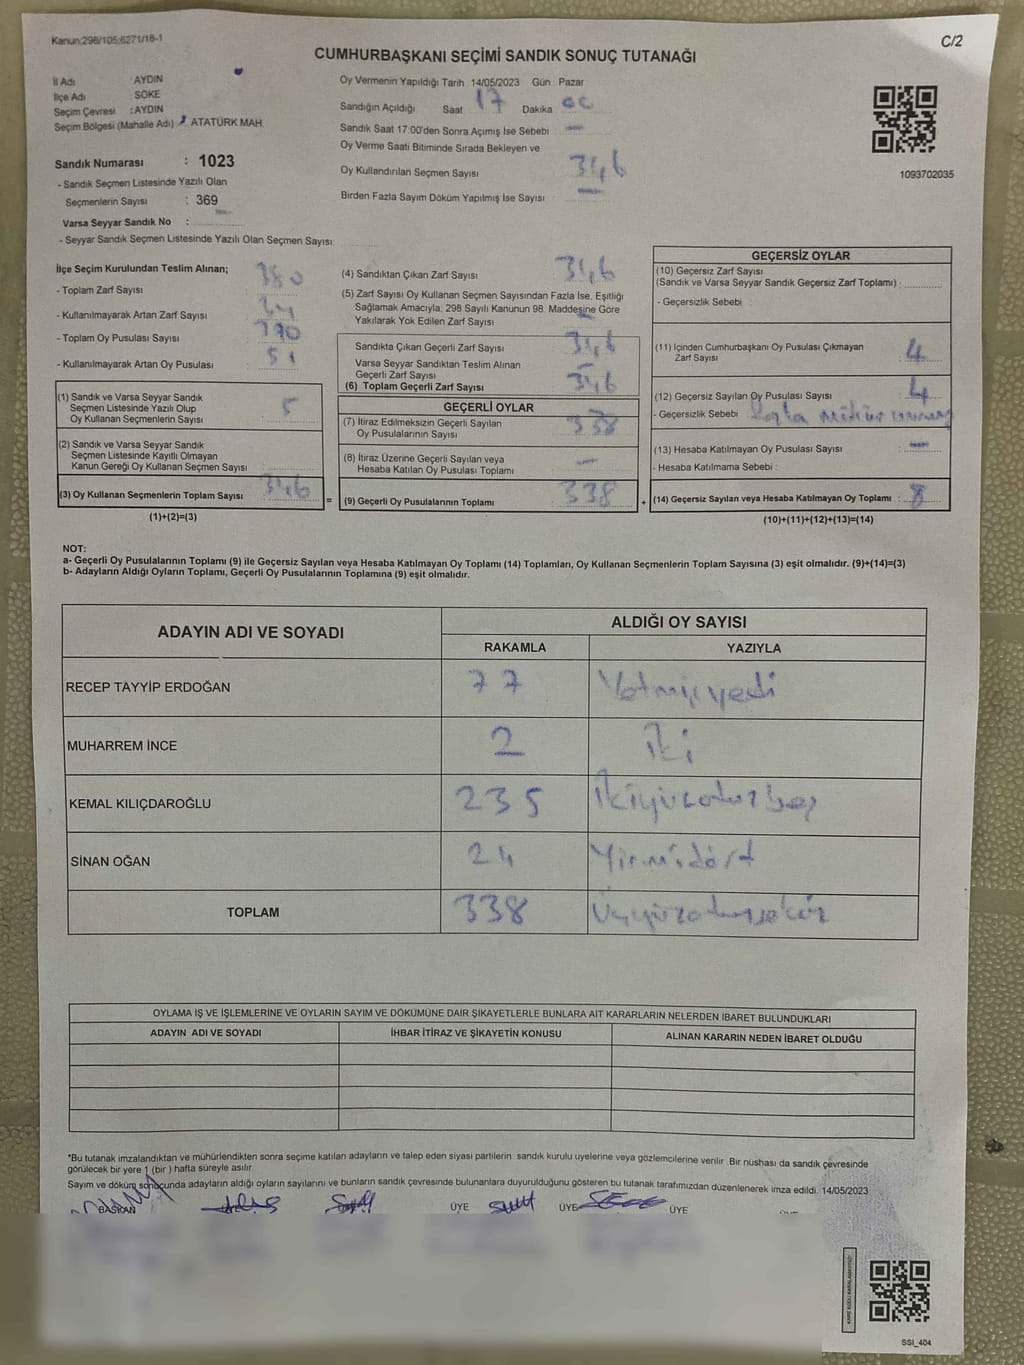 Kanun:298/105;6271/18-1
C/2
CUMHURBAŞKANI SEÇİMİ SANDIK SONUÇ TUTANAĞI
İl Adı : AYDIN
İlçe Adı SÖKE
Seçim Çevresi : AYDIN
Seçim Bölgesi (Mahalle Adı) ATATÜRK MAH.
Sandık Numarası : 1023
- Sandık Seçmen Listesinde Yazılı Olan
Seçmenlerin Sayısı : 369
Varsa Seyyar Sandık No :
- Seyyar Sandık Seçmen Listesinde Yazılı Olan Seçmen Sayısı:
Oy Vermenin Yapıldığı Tarih 14/05/2023 Gün Pazar
Sandığın Açıldığı Saat 17 Dakika 00
Sandık Saat 17:00'den Sonra Açımış İse Sebebi —
Oy Verme Saati Bitiminde Sırada Bekleyen ve
Oy Kullandırılan Seçmen Sayısı 346
Birden Fazla Sayım Döküm Yapılmış İse Sayısı —
1093702035
İlçe Seçim Kurulundan Teslim Alınan;
- Toplam Zarf Sayısı 380
- Kullanılmayarak Artan Zarf Sayısı
- Toplam Oy Pusulası Sayısı
- Kullanılmayarak Artan Oy Pusulası 51
(1) Sandık ve Varsa Seyyar Sandık
Seçmen Listesinde Yazılı Olup
Oy Kullanan Seçmenlerin Sayısı 5
(2) Sandık ve Varsa Seyyar Sandık
Seçmen Listesinde Kayıtlı Olmayan
Kanun Gereği Oy Kullanan Seçmen Sayısı
(3) Oy Kullanan Seçmenlerin Toplam Sayısı 346
(1)+(2)=(3)
(4) Sandıktan Çıkan Zarf Sayısı 346
(5) Zarf Sayısı Oy Kullanan Seçmen Sayısından Fazla İse, Eşitliği
Sağlamak Amacıyla; 298 Sayılı Kanunun 98. Maddesine Göre
Yakılarak Yok Edilen Zarf Sayısı —
Sandıkta Çıkan Geçerli Zarf Sayısı 346
Varsa Seyyar Sandıktan Teslim Alınan
Geçerli Zarf Sayısı —
(6) Toplam Geçerli Zarf Sayısı 346
GEÇERLİ OYLAR
(7) İtiraz Edilmeksizin Geçerli Sayılan
Oy Pusulalarının Sayısı 338
(8) İtiraz Üzerine Geçerli Sayılan veya
Hesaba Katılan Oy Pusulası Toplamı —
= (9) Geçerli Oy Pusulalarının Toplamı 338
GEÇERSİZ OYLAR
(10) Geçersiz Zarf Sayısı
(Sandık ve Varsa Seyyar Sandık Geçersiz Zarf Toplamı) :
- Geçersizlik Sebebi :
(11) İçinden Cumhurbaşkanı Oy Pusulası Çıkmayan
Zarf Sayısı 4
(12) Geçersiz Sayılan Oy Pusulası Sayısı 4
- Geçersizlik Sebebi fazla mühür
(13) Hesaba Katılmayan Oy Pusulası Sayısı —
- Hesaba Katılmama Sebebi :
+ (14) Geçersiz Sayılan veya Hesaba Katılmayan Oy Toplamı : 8
(10)+(11)+(12)+(13)=(14)
NOT:
a- Geçerli Oy Pusulalarının Toplamı (9) ile Geçersiz Sayılan veya Hesaba Katılmayan Oy Toplamı (14) Toplamları, Oy Kullanan Seçmenlerin Toplam Sayısına (3) eşit olmalıdır. (9)+(14)=(3)
b- Adayların Aldığı Oyların Toplamı, Geçerli Oy Pusulalarının Toplamına (9) eşit olmalıdır.
ADAYIN ADI VE SOYADI ALDIĞI OY SAYISI
RAKAMLA YAZIYLA
RECEP TAYYİP ERDOĞAN 77 Yetmişyedi
MUHARREM İNCE 2 İki
KEMAL KILIÇDAROĞLU 235 İkiyüzotuzbeş
SİNAN OĞAN 24 Yirmidört
TOPLAM 338 Üçyüzotuzsekiz
OYLAMA İŞ VE İŞLEMLERİNE VE OYLARIN SAYIM VE DÖKÜMÜNE DAİR ŞİKAYETLERLE BUNLARA AİT KARARLARIN NELERDEN İBARET BULUNDUKLARI
ADAYIN ADI VE SOYADI İHBAR İTİRAZ VE ŞİKAYETİN KONUSU ALINAN KARARIN NEDEN İBARET OLDUĞU
*Bu tutanak imzalandıktan ve mühürlendikten sonra seçime katılan adayların ve talep eden siyasi partilerin sandık kurulu üyelerine veya gözlemcilerine verilir. Bir nushası da sandık çevresinde
görülecek bir yere 1 (bir ) hafta süreyle asılır.
Sayım ve döküm sonucunda adayların aldığı oyların sayılarını ve bunların sandık çevresinde bulunanlara duyurulduğunu gösteren bu tutanak tarafımızdan düzenlenerek imza edildi. 14/05/2023
BAŞKAN ÜYE ÜYE ÜYE
SSI_404